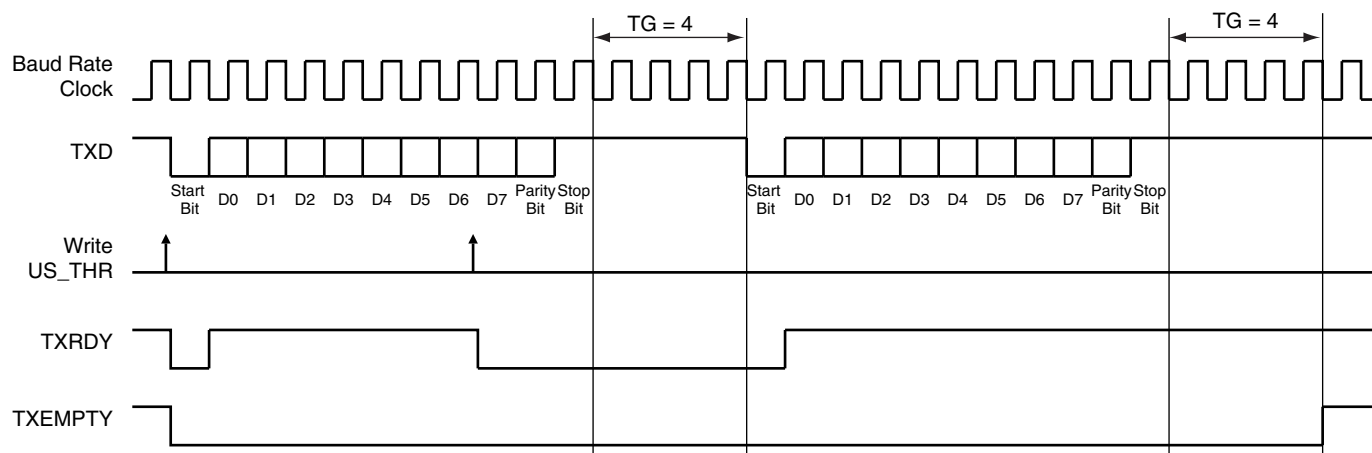 TG = 4
TG = 4
Baud Rate
Clock
TXD
Start
Bit
D0
D1
D2
D3
D4
D5
D6
D7
Parity
Bit
Stop
Bit
Start
Bit
D0
D1
D2
D3
D4
D5
D6
D7
Parity
Bit
Stop
Bit
Write
US_THR
TXRDY
TXEMPTY